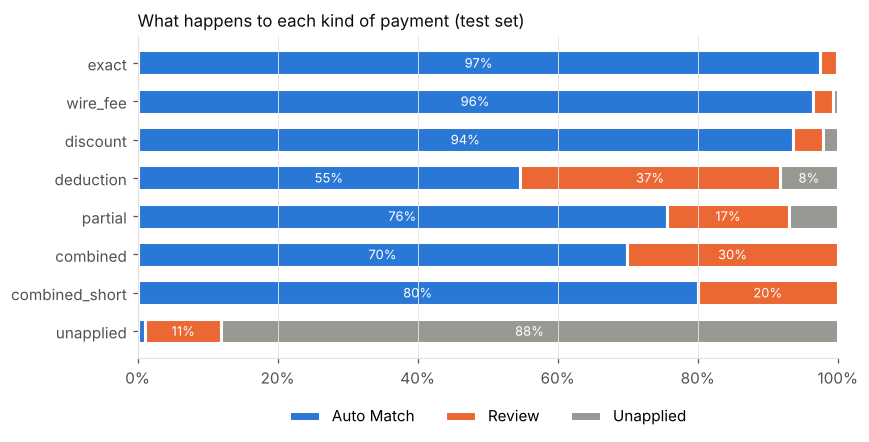 What happens to each kind of payment (test set)
exact 97%
wire_fee 96%
discount 94%
deduction 55% 37% 8%
partial 76% 17%
combined 70% 30%
combined_short 80% 20%
unapplied 11% 88%
0% 20% 40% 60% 80% 100%
Auto Match Review Unapplied